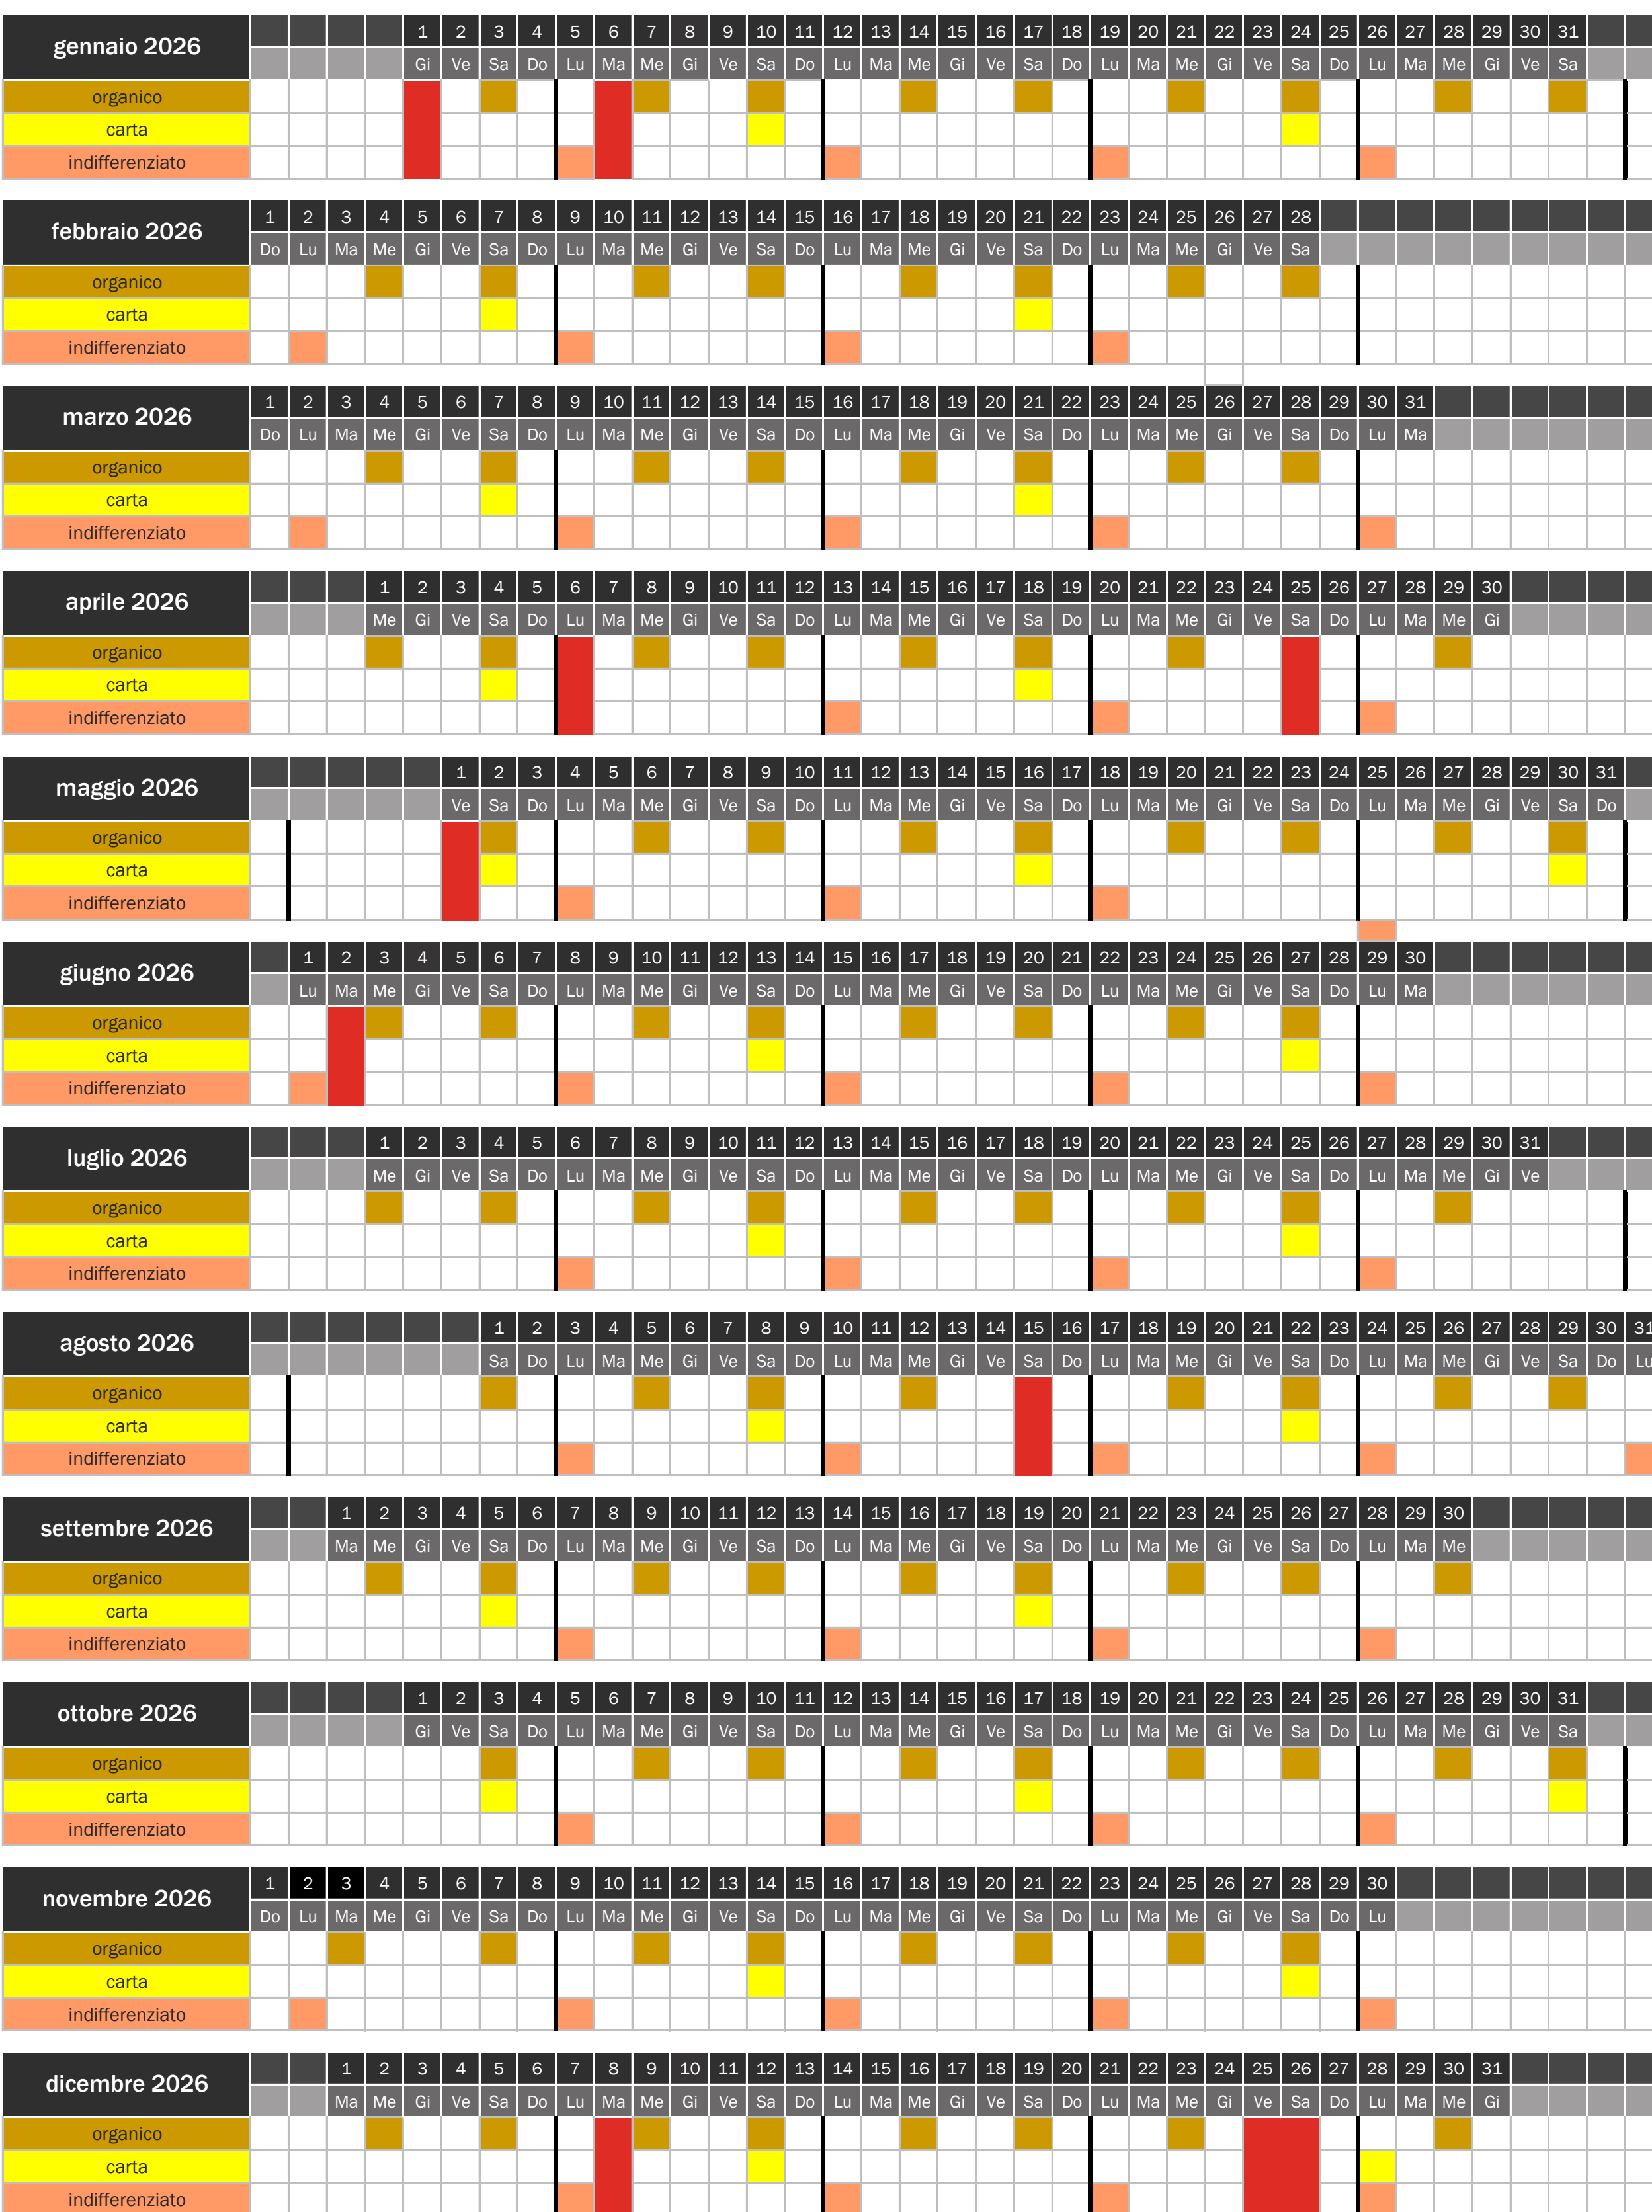 gennaio 2026 1 2 3 4 5 6 7 8 9 10 11 12 13 14 15 16 17 18 19 20 21 22 23 24 25 26 27 28 29 30 31
Gi Ve Sa Do Lu Ma Me Gi Ve Sa Do Lu Ma Me Gi Ve Sa Do Lu Ma Me Gi Ve Sa Do Lu Ma Me Gi Ve Sa
organico
carta
indifferenziato
febbraio 2026 1 2 3 4 5 6 7 8 9 10 11 12 13 14 15 16 17 18 19 20 21 22 23 24 25 26 27 28
Do Lu Ma Me Gi Ve Sa Do Lu Ma Me Gi Ve Sa Do Lu Ma Me Gi Ve Sa Do Lu Ma Me Gi Ve Sa
organico
carta
indifferenziato
marzo 2026 1 2 3 4 5 6 7 8 9 10 11 12 13 14 15 16 17 18 19 20 21 22 23 24 25 26 27 28 29 30 31
Do Lu Ma Me Gi Ve Sa Do Lu Ma Me Gi Ve Sa Do Lu Ma Me Gi Ve Sa Do Lu Ma Me Gi Ve Sa Do Lu Ma
organico
carta
indifferenziato
aprile 2026 1 2 3 4 5 6 7 8 9 10 11 12 13 14 15 16 17 18 19 20 21 22 23 24 25 26 27 28 29 30
Me Gi Ve Sa Do Lu Ma Me Gi Ve Sa Do Lu Ma Me Gi Ve Sa Do Lu Ma Me Gi Ve Sa Do Lu Ma Me Gi
organico
carta
indifferenziato
maggio 2026 1 2 3 4 5 6 7 8 9 10 11 12 13 14 15 16 17 18 19 20 21 22 23 24 25 26 27 28 29 30 31
Ve Sa Do Lu Ma Me Gi Ve Sa Do Lu Ma Me Gi Ve Sa Do Lu Ma Me Gi Ve Sa Do Lu Ma Me Gi Ve Sa Do
organico
carta
indifferenziato
giugno 2026 1 2 3 4 5 6 7 8 9 10 11 12 13 14 15 16 17 18 19 20 21 22 23 24 25 26 27 28 29 30
Lu Ma Me Gi Ve Sa Do Lu Ma Me Gi Ve Sa Do Lu Ma Me Gi Ve Sa Do Lu Ma Me Gi Ve Sa Do Lu Ma
organico
carta
indifferenziato
luglio 2026 1 2 3 4 5 6 7 8 9 10 11 12 13 14 15 16 17 18 19 20 21 22 23 24 25 26 27 28 29 30 31
Me Gi Ve Sa Do Lu Ma Me Gi Ve Sa Do Lu Ma Me Gi Ve Sa Do Lu Ma Me Gi Ve Sa Do Lu Ma Me Gi Ve
organico
carta
indifferenziato
agosto 2026 1 2 3 4 5 6 7 8 9 10 11 12 13 14 15 16 17 18 19 20 21 22 23 24 25 26 27 28 29 30 31
Sa Do Lu Ma Me Gi Ve Sa Do Lu Ma Me Gi Ve Sa Do Lu Ma Me Gi Ve Sa Do Lu Ma Me Gi Ve Sa Do Lu
organico
carta
indifferenziato
settembre 2026 1 2 3 4 5 6 7 8 9 10 11 12 13 14 15 16 17 18 19 20 21 22 23 24 25 26 27 28 29 30
Ma Me Gi Ve Sa Do Lu Ma Me Gi Ve Sa Do Lu Ma Me Gi Ve Sa Do Lu Ma Me Gi Ve Sa Do Lu Ma Me
organico
carta
indifferenziato
ottobre 2026 1 2 3 4 5 6 7 8 9 10 11 12 13 14 15 16 17 18 19 20 21 22 23 24 25 26 27 28 29 30 31
Gi Ve Sa Do Lu Ma Me Gi Ve Sa Do Lu Ma Me Gi Ve Sa Do Lu Ma Me Gi Ve Sa Do Lu Ma Me Gi Ve Sa
organico
carta
indifferenziato
novembre 2026 1 2 3 4 5 6 7 8 9 10 11 12 13 14 15 16 17 18 19 20 21 22 23 24 25 26 27 28 29 30
Do Lu Ma Me Gi Ve Sa Do Lu Ma Me Gi Ve Sa Do Lu Ma Me Gi Ve Sa Do Lu Ma Me Gi Ve Sa Do Lu
organico
carta
indifferenziato
dicembre 2026 1 2 3 4 5 6 7 8 9 10 11 12 13 14 15 16 17 18 19 20 21 22 23 24 25 26 27 28 29 30 31
Ma Me Gi Ve Sa Do Lu Ma Me Gi Ve Sa Do Lu Ma Me Gi Ve Sa Do Lu Ma Me Gi Ve Sa Do Lu Ma Me Gi
organico
carta
indifferenziato